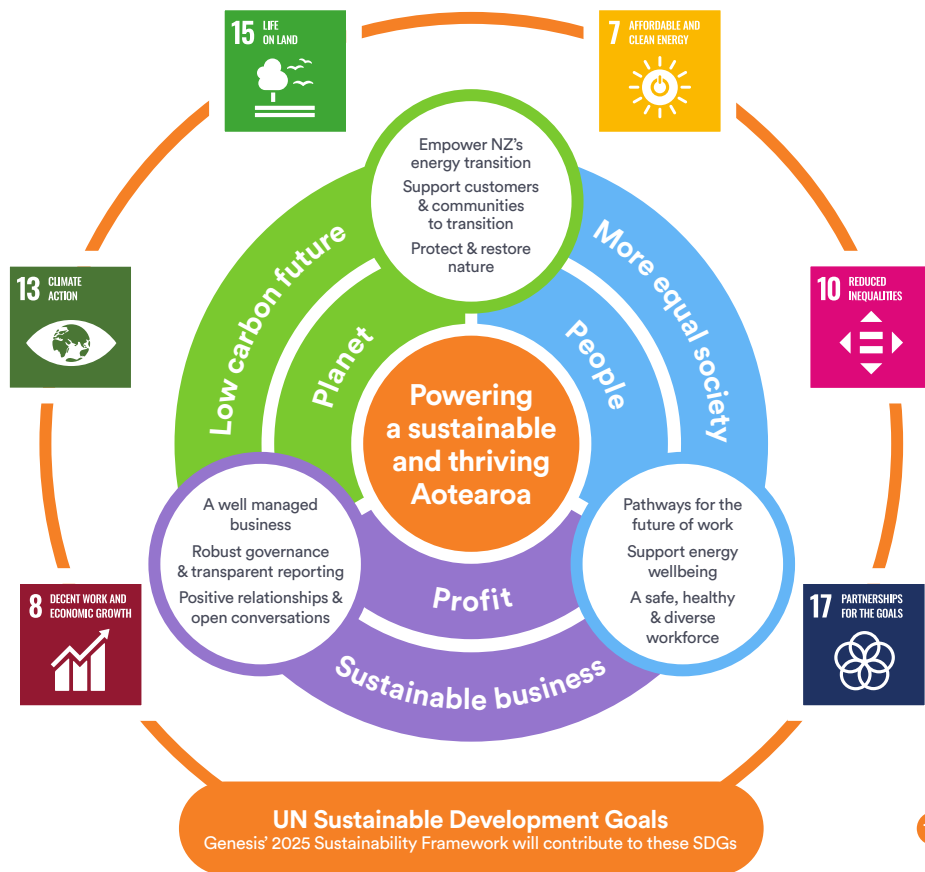 15 LIFE
ON LAND
7 AFFORDABLE AND
CLEAN ENERGY
Empower NZ’s
energy transition
Support customers
& communities
to transition
Protect & restore
nature
Low carbon future
More equal society
13 CLIMATE
ACTION
10 REDUCED
INEQUALITIES
Planet
People
Powering
a sustainable
and thriving
Aotearoa
A well managed
business
Robust governance
& transparent reporting
Positive relationships &
open conversations
Pathways for the
future of work
Support energy
wellbeing
A safe, healthy
& diverse
workforce
8 DECENT WORK AND
ECONOMIC GROWTH
Profit
17 PARTNERSHIPS
FOR THE GOALS
Sustainable business
UN Sustainable Development Goals
Genesis’ 2025 Sustainability Framework will contribute to these SDGs